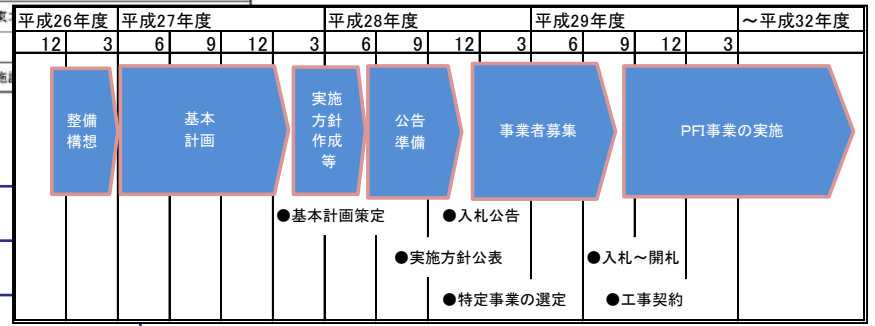 平成26年度 平成27年度 平成28年度 平成29年度 ～平成32年度
12 3 6 9 12 3 6 9 12 3 6 9 12 3
整備
構想
基本
計画
実施
方針
作成
等
公告
準備
事業者募集
PFI事業の実施
●基本計画策定 ●入札公告
●実施方針公表 ●入札～開札
●特定事業の選定 ●工事契約